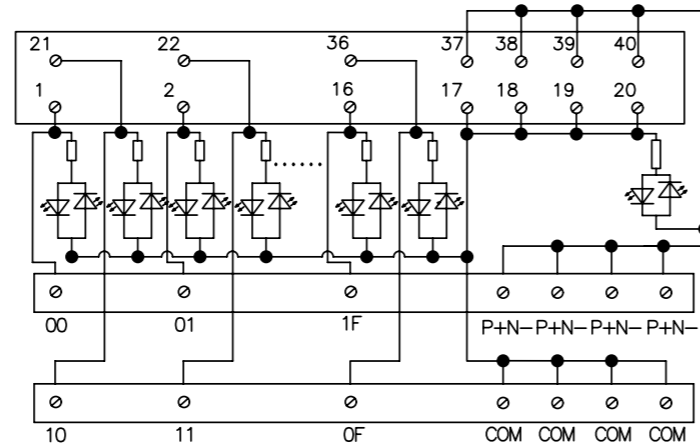 21 22 36 37 38 39 40
1 2 16 17 18 19 20
00 01 1F P+N- P+N- P+N- P+N-
10 11 0F COM COM COM COM